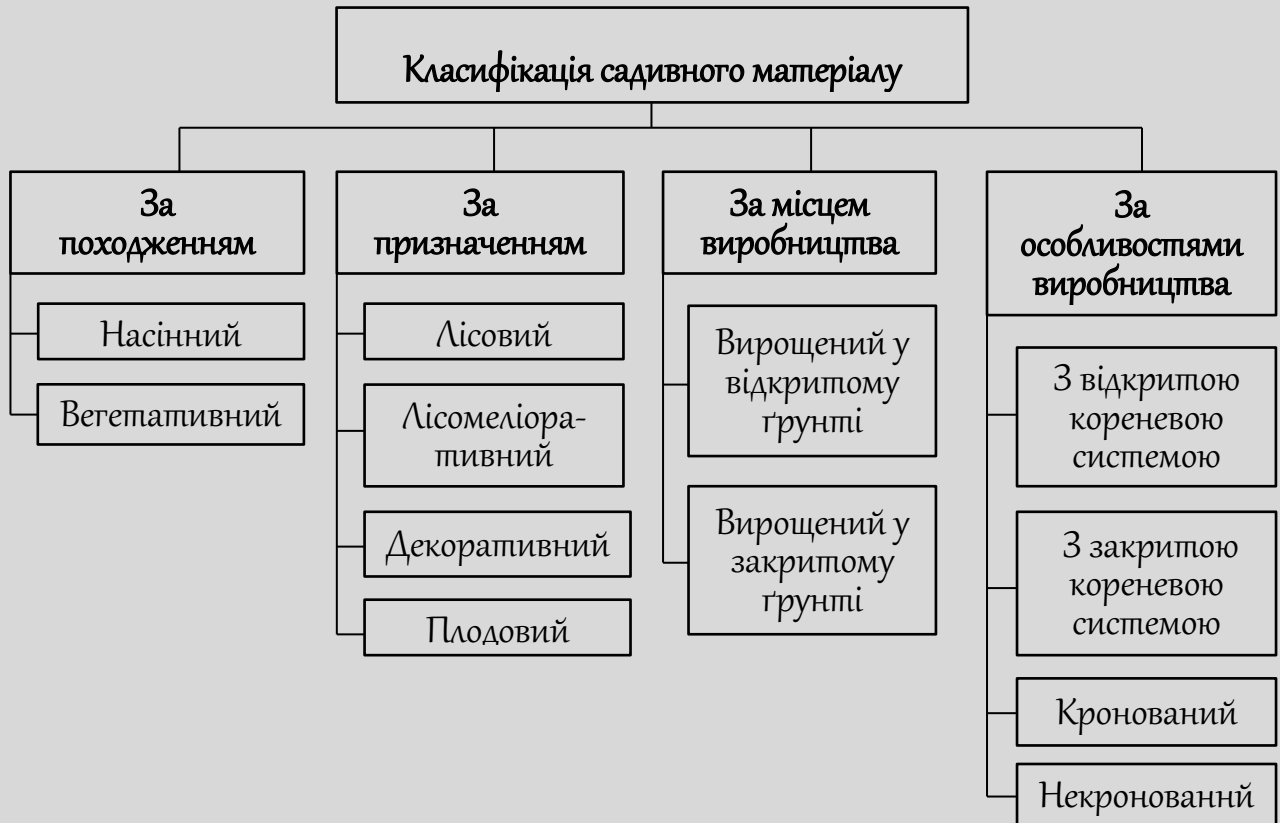 Класифікація садивного матеріалу
За
походженням
Насінний
Вегетативний
За
призначенням
Лісовий
Лісомеліора-
тивний
Декоративний
Плодовий
За місцем
виробництва
Вирощений у
відкритому
ґрунті
Вирощений у
закритому
ґрунті
За
особливостями
виробництва
З відкритою
кореневою
системою
З закритою
кореневою
системою
Кронований
Некронованнй